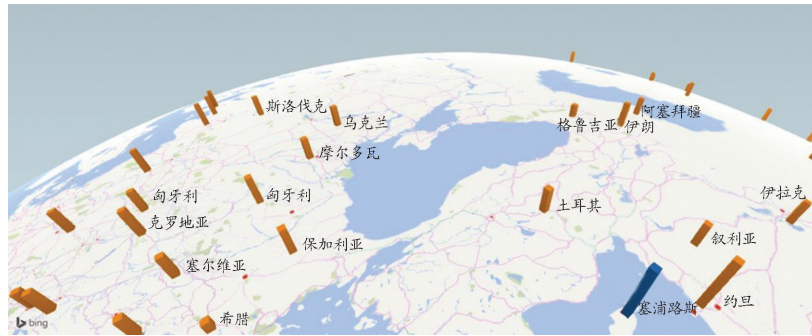 斯洛伐克
乌克兰
格鲁吉亚
伊朗
阿塞拜疆
摩尔多瓦
匈牙利
匈牙利
克罗地亚
土耳其
伊拉克
保加利亚
叙利亚
塞尔维亚
塞浦路斯
约旦
希腊
bing